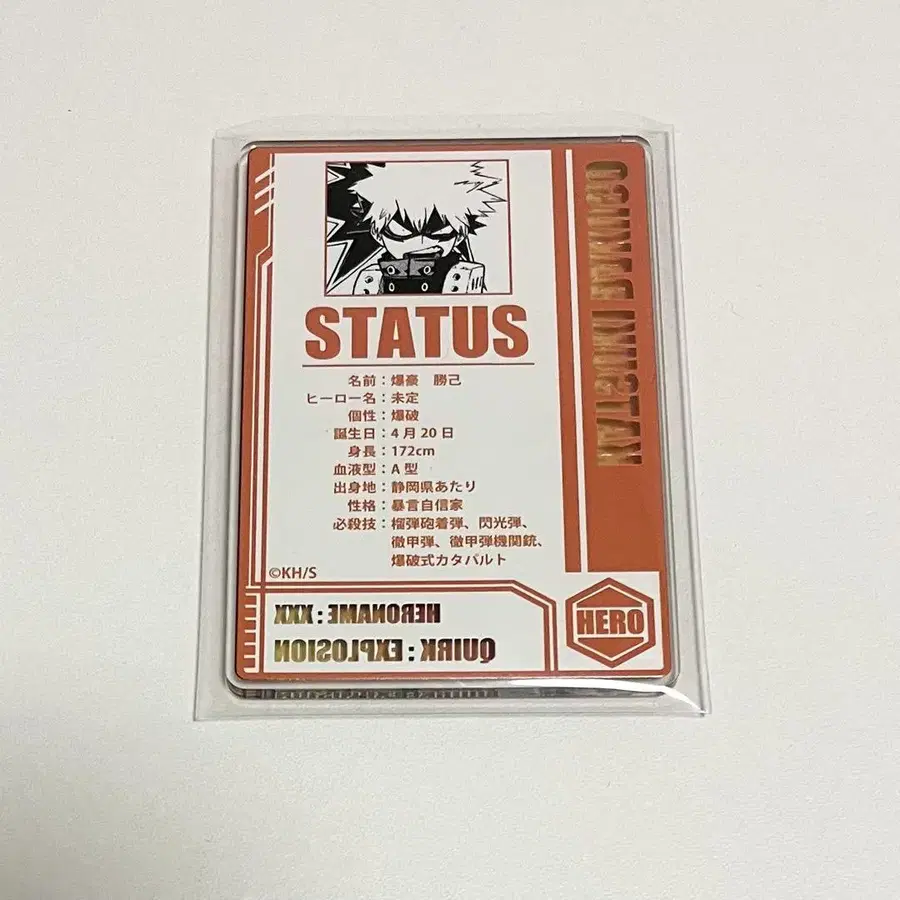 STATUS
名前：爆豪　勝己
ヒーロー名：未定
個性：爆破
誕生日：4月20日
身長：172cm
血液型：A型
出身地：静岡県あたり
性格：暴言自信家
必殺技：榴弾砲着弾、閃光弾、
徹甲弾、徹甲弾機関銃、
爆破式カタパルト
©KH/S
HERONAME : XXX
QUIRK : EXPLOSION
HERO